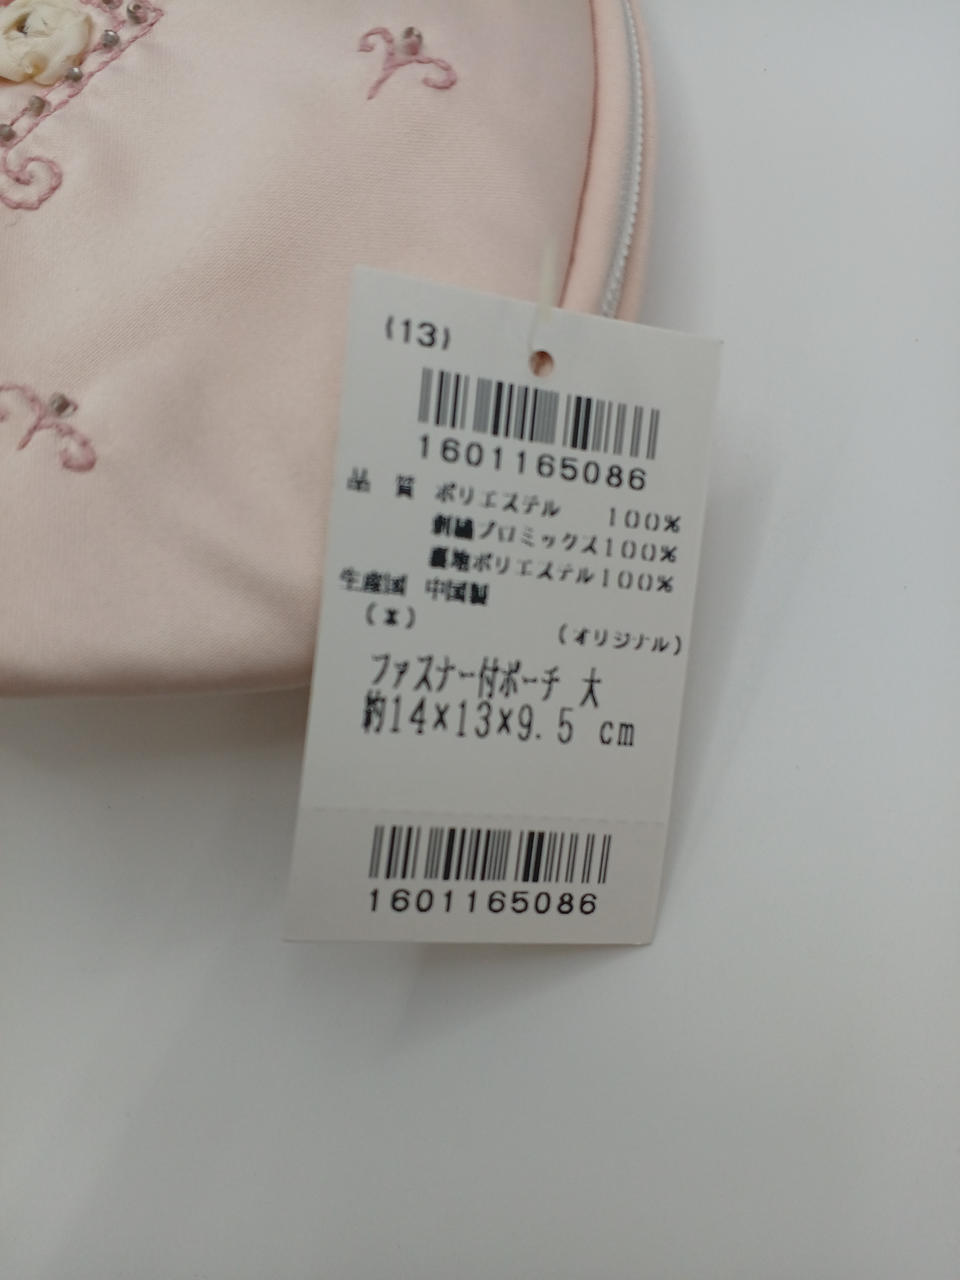 (13)
1601165086
品 質 ポリエステル 100%
刺繍プロミックス100%
裏地ポリエステル100%
生産国 中国製
(オリジナル)
ファスナー付ポーチ 大
約14×13×9.5 cm
1601165086